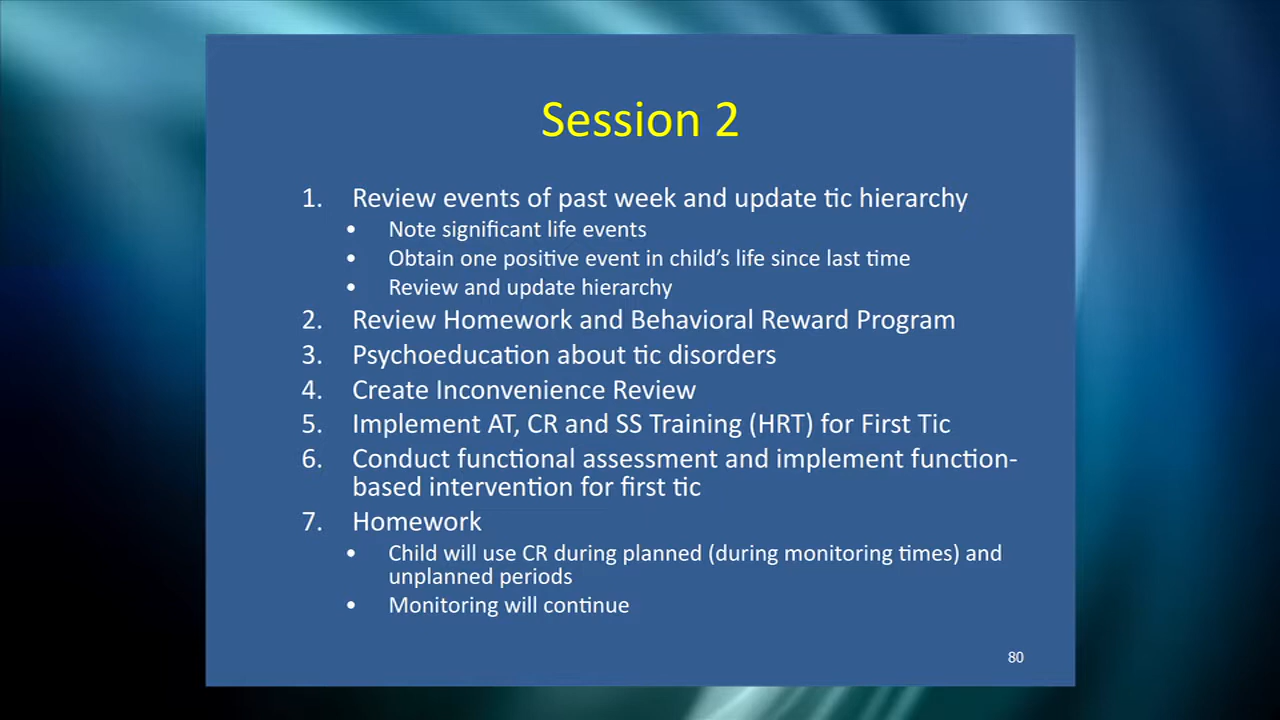 Session 2
1. Review events of past week and update tic hierarchy
• Note significant life events
• Obtain one positive event in child’s life since last time
• Review and update hierarchy
2. Review Homework and Behavioral Reward Program
3. Psychoeducation about tic disorders
4. Create Inconvenience Review
5. Implement AT, CR and SS Training (HRT) for First Tic
6. Conduct functional assessment and implement function-
based intervention for first tic
7. Homework
• Child will use CR during planned (during monitoring times) and
unplanned periods
• Monitoring will continue
80